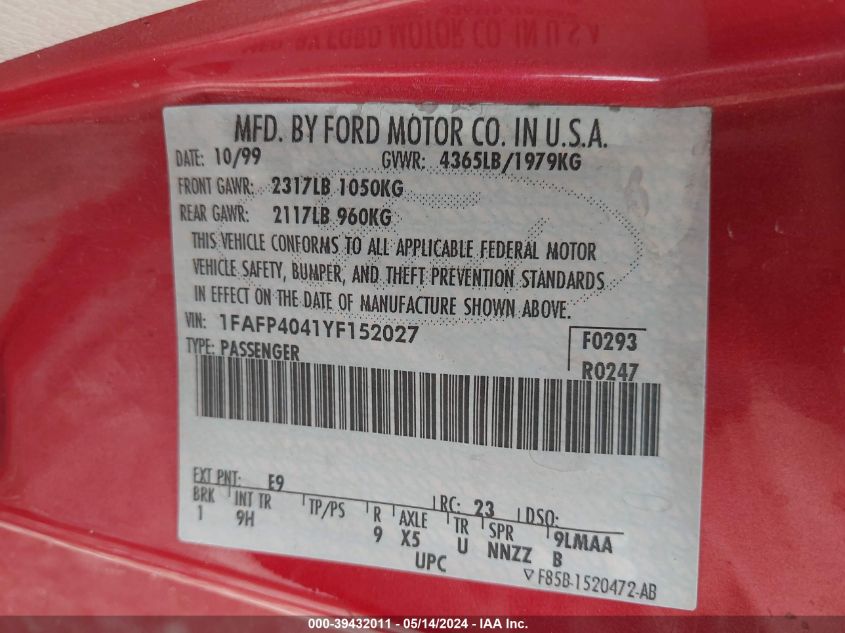 MFD. BY FORD MOTOR CO. IN U.S.A.
DATE: 10/99 GVWR: 4365LB/1979KG
FRONT GAWR: 2317LB 1050KG
REAR GAWR: 2117LB 960KG
THIS VEHICLE CONFORMS TO ALL APPLICABLE FEDERAL MOTOR
VEHICLE SAFETY, BUMPER, AND THEFT PREVENTION STANDARDS
IN EFFECT ON THE DATE OF MANUFACTURE SHOWN ABOVE.
VIN: 1FAFP4041YF152027
TYPE: PASSENGER
F0293
R0247
EXT PNT: E9 RC: 23 DSO:
BRK INT TR TP/PS R AXLE TR SPR 9LMAA
1 9H 9 X5 U NNZZ B
UPC
F85B-1520472-AB
000-39432011 - 05/14/2024 - IAA Inc.